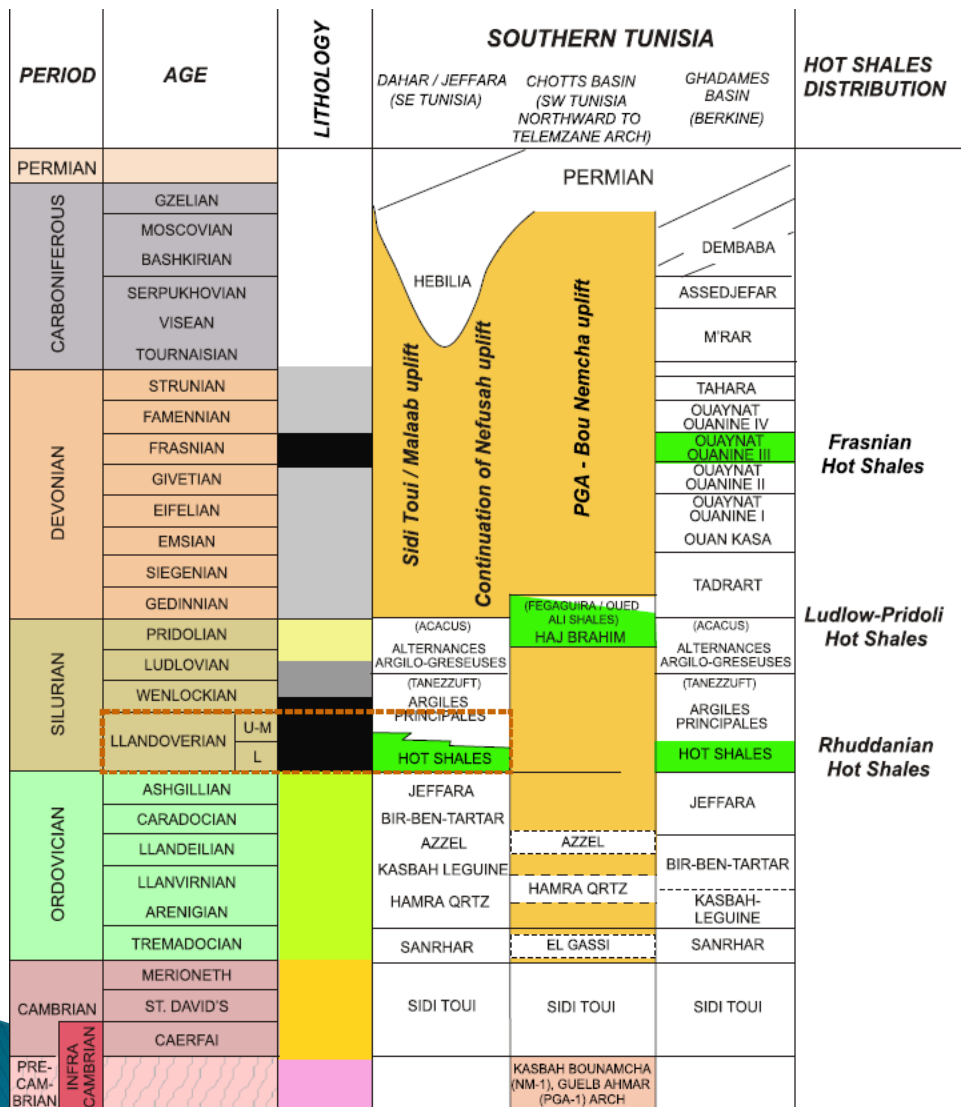 PERIOD
AGE
LITHOLOGY
SOUTHERN TUNISIA
DAHAR / JEFFARA
(SE TUNISIA)
CHOTTS BASIN
(SW TUNISIA
NORTHWARD TO
TELEMZANE ARCH)
GHADAMES
BASIN
(BERKINE)
HOT SHALES
DISTRIBUTION
PERMIAN
CARBONIFEROUS
GZELIAN
MOSCOVIAN
BASHKIRIAN
SERPUKHOVIAN
VISEAN
TOURNAISIAN
DEVONIAN
STRUNIAN
FAMENNIAN
FRASNIAN
GIVETIAN
EIFELIAN
EMSIAN
SIEGENIAN
GEDINNIAN
SILURIAN
PRIDOLIAN
LUDLOVIAN
WENLOCKIAN
LLANDOVERIAN
U-M
L
ORDOVICIAN
ASHGILLIAN
CARADOCIAN
LLANDEILIAN
LLANVIRNIAN
ARENIGIAN
TREMADOCIAN
CAMBRIAN
MERIONETH
ST. DAVID'S
CAERFAI
PRE-
CAM-
BRIAN
INFRA
CAMBRIAN
PERMIAN
HEBILIA
Sidi Toui / Malaab uplift
Continuation of Nefusah uplift
(ACACUS)
ALTERNANCES
ARGILO-GRESEUSES
(TANEZZUFT)
ARGILES
PRINCIPALES
HOT SHALES
JEFFARA
BIR-BEN-TARTAR
AZZEL
KASBAH LEGUINE
HAMRA QRTZ
SANRHAR
SIDI TOUI
PGA - Bou Nemcha uplift
(FEGAGUIRA / OUED
ALI SHALES)
HAJ BRAHIM
AZZEL
HAMRA QRTZ
EL GASSI
SIDI TOUI
KASBAH BOUNAMCHA
(NM-1), GUELB AHMAR
(PGA-1) ARCH
DEMBABA
ASSEDJEFAR
M'RAR
TAHARA
OUAYNAT
OUANINE IV
OUAYNAT
OUANINE III
OUAYNAT
OUANINE II
OUAYNAT
OUANINE I
OUAN KASA
TADRART
(ACACUS)
ALTERNANCES
ARGILO-GRESEUSES
(TANEZZUFT)
ARGILES
PRINCIPALES
HOT SHALES
JEFFARA
BIR-BEN-TARTAR
KASBAH-
LEGUINE
SANRHAR
SIDI TOUI
Frasnian
Hot Shales
Ludlow-Pridoli
Hot Shales
Rhuddanian
Hot Shales